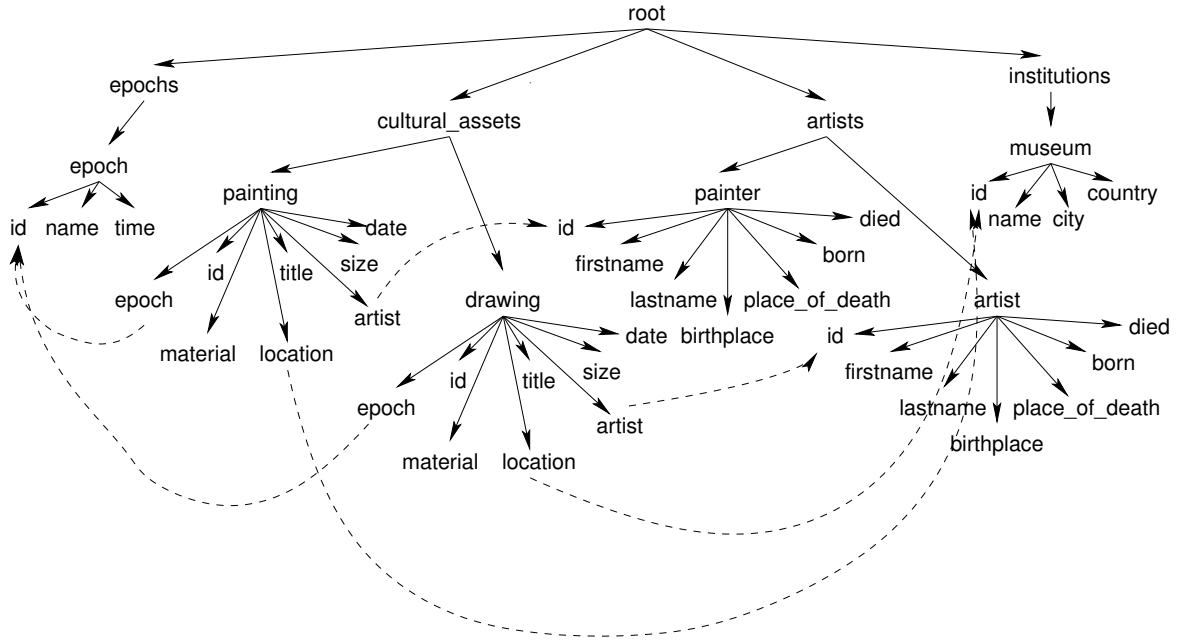 root
epochs
institutions
cultural_assets
artists
epoch
museum
painting
painter
id
country
id
name
time
date
id
died
name
city
id
title
size
firstname
born
epoch
artist
drawing
lastname
place_of_death
artist
material
location
date
birthplace
id
died
id
title
size
firstname
born
epoch
artist
lastname
place_of_death
material
location
birthplace